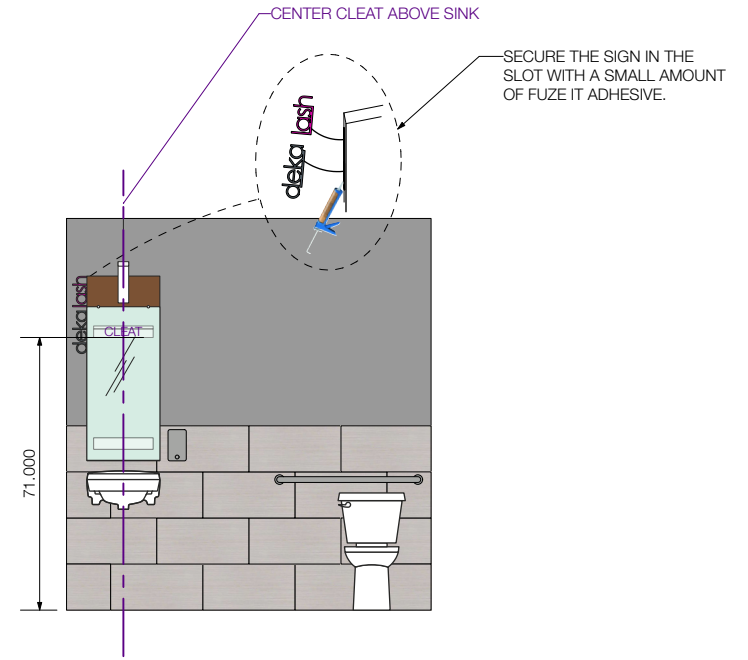 CENTER CLEAT ABOVE SINK
SECURE THE SIGN IN THE
SLOT WITH A SMALL AMOUNT
OF FUZE IT ADHESIVE.
deka lash
deka lash
CLEAT
71.000